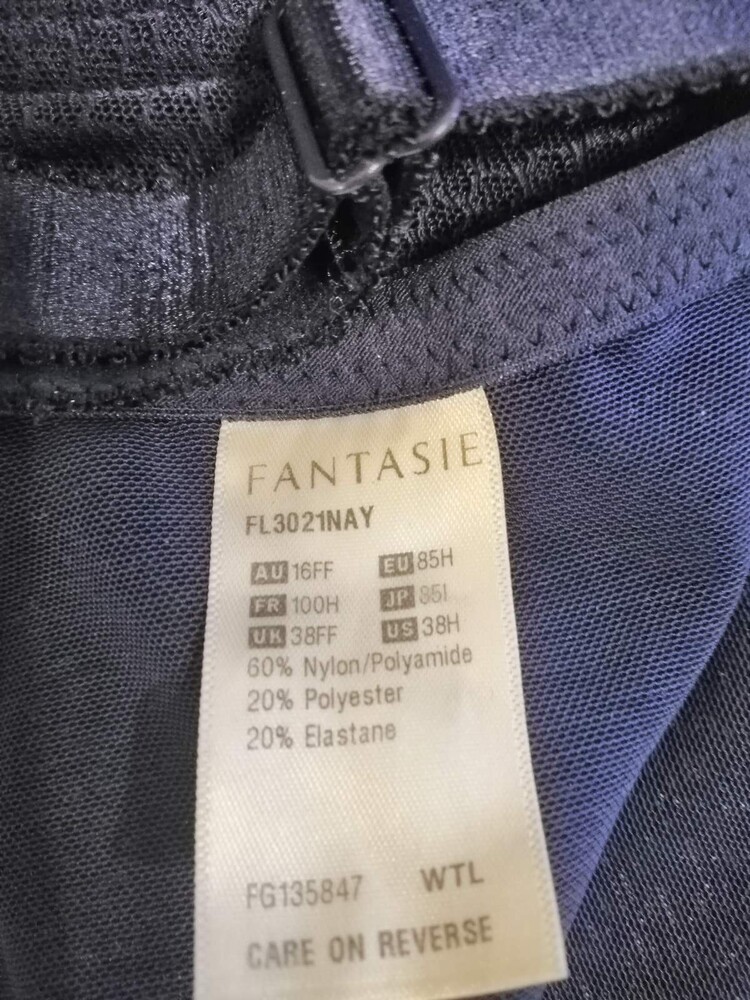 FANTASIE
FL3021NAY
AU 16FF EU 85H
FR 100H JP 85I
UK 38FF US 38H
60% Nylon/Polyamide
20% Polyester
20% Elastane
FG135847 WTL
CARE ON REVERSE